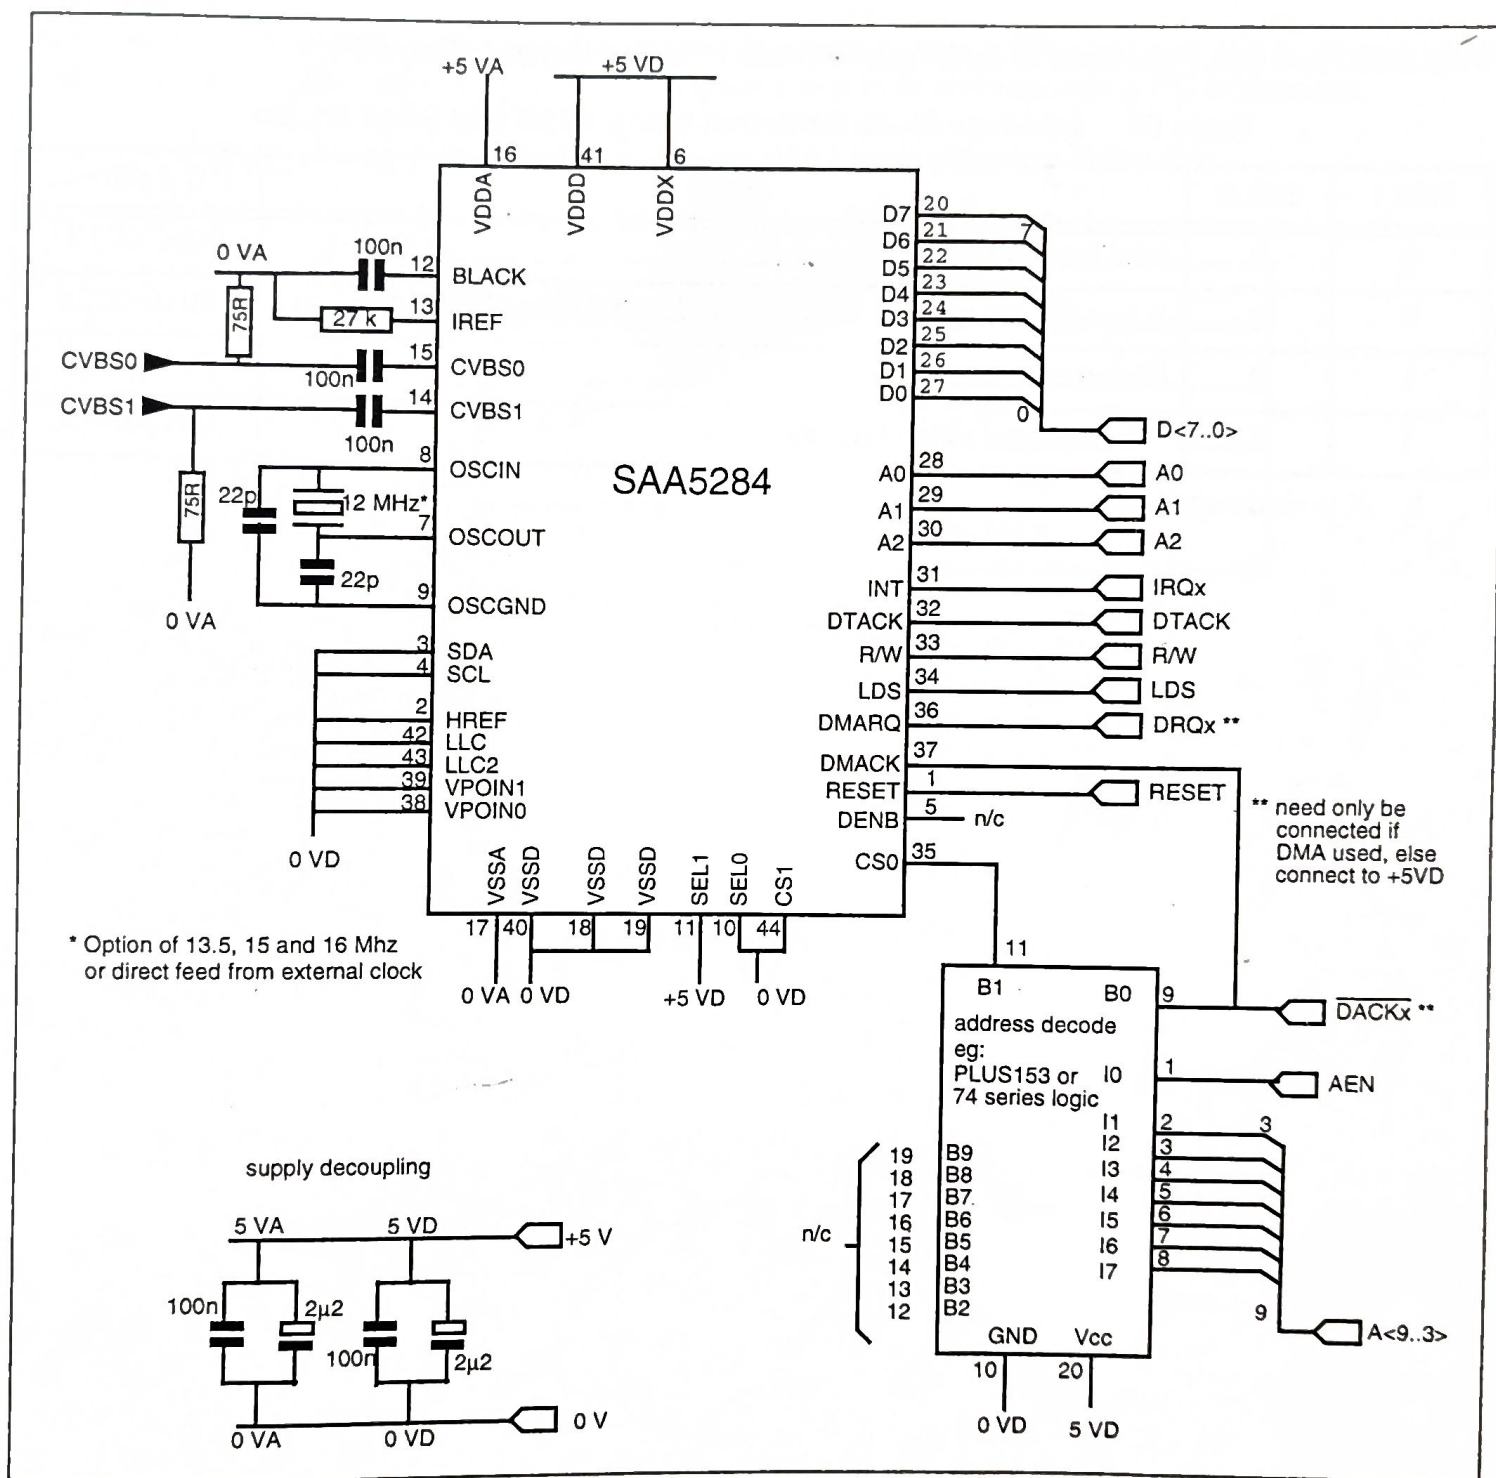 +5 VA
+5 VD
16
41
6
VDDA
VDDD
VDDX
0 VA
100n
12
BLACK
75R
27 k
13
IREF
CVBS0
15
CVBS0
100n
CVBS1
14
CVBS1
100n
8
OSCIN
75R
22p
12 MHz*
7
OSCOUT
22p
9
OSCGND
0 VA
3
SDA
4
SCL
2
HREF
42
LLC
43
LLC2
39
VPOIN1
38
VPOIN0
0 VD
SAA5284
D7 20
D6 21
D5 22
D4 23
D3 24
D2 25
D1 26
D0 27
7
0
D<7..0>
A0 28 A0
A1 29 A1
A2 30 A2
INT 31 IRQx
DTACK 32 DTACK
R/W 33 R/W
LDS 34 LDS
DMARQ 36 DRQx **
DMACK 37
RESET 1 RESET
DENB 5 n/c
CS0 35
** need only be
connected if
DMA used, else
connect to +5VD
VSSA
VSSD
VSSD
VSSD
SEL1
SEL0
CS1
17
40
18
19
11
10
44
0 VA
0 VD
+5 VD
0 VD
* Option of 13.5, 15 and 16 Mhz
or direct feed from external clock
11
B1
B0
9
DACKx **
address decode
eg:
PLUS153 or
74 series logic
I0 1 AEN
I1 2 3
I2 3
I3 4
I4 5
I5 6
I6 7
I7 8
9
A<9..3>
n/c
19 B9
18 B8
17 B7
16 B6
15 B5
14 B4
13 B3
12 B2
GND
Vcc
10
20
0 VD
5 VD
supply decoupling
5 VA
5 VD
+5 V
100n
2µ2
100n
2µ2
0 VA
0 VD
0 V